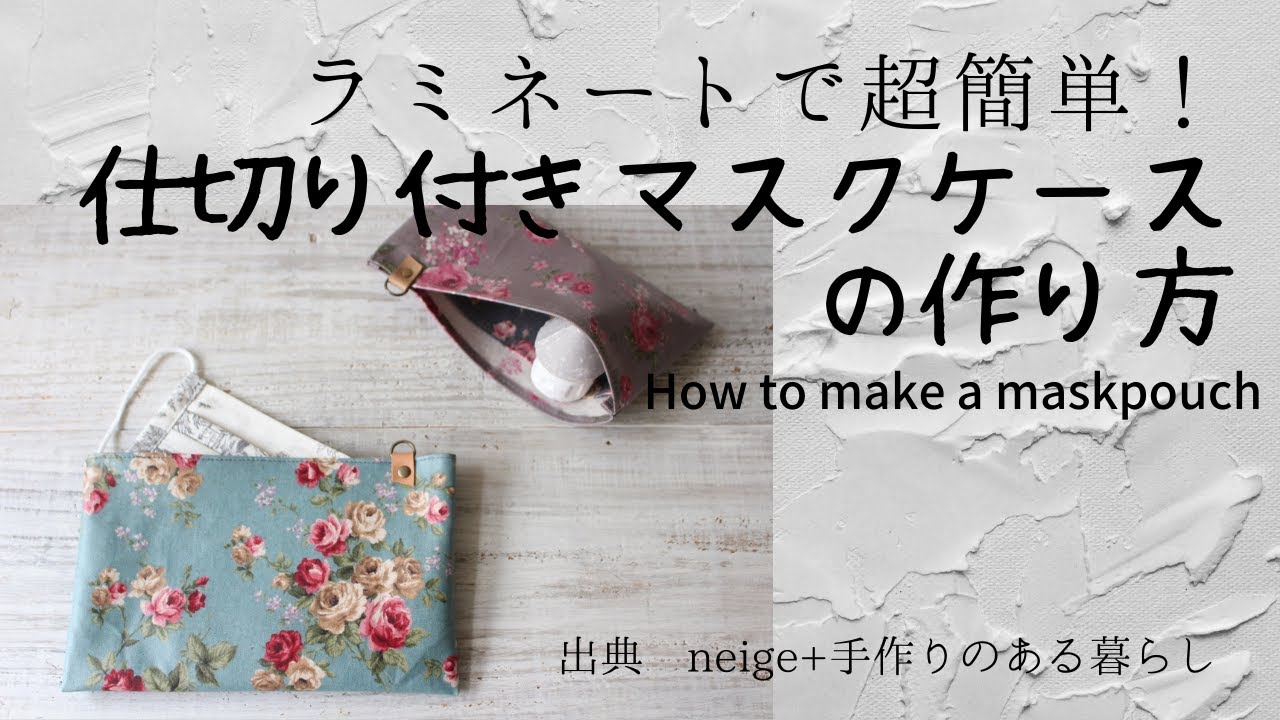 ラミネートで超簡単！
仕切り付きマスクケース
の作り方
How to make a maskpouch
出典　neige+手作りのある暮らし